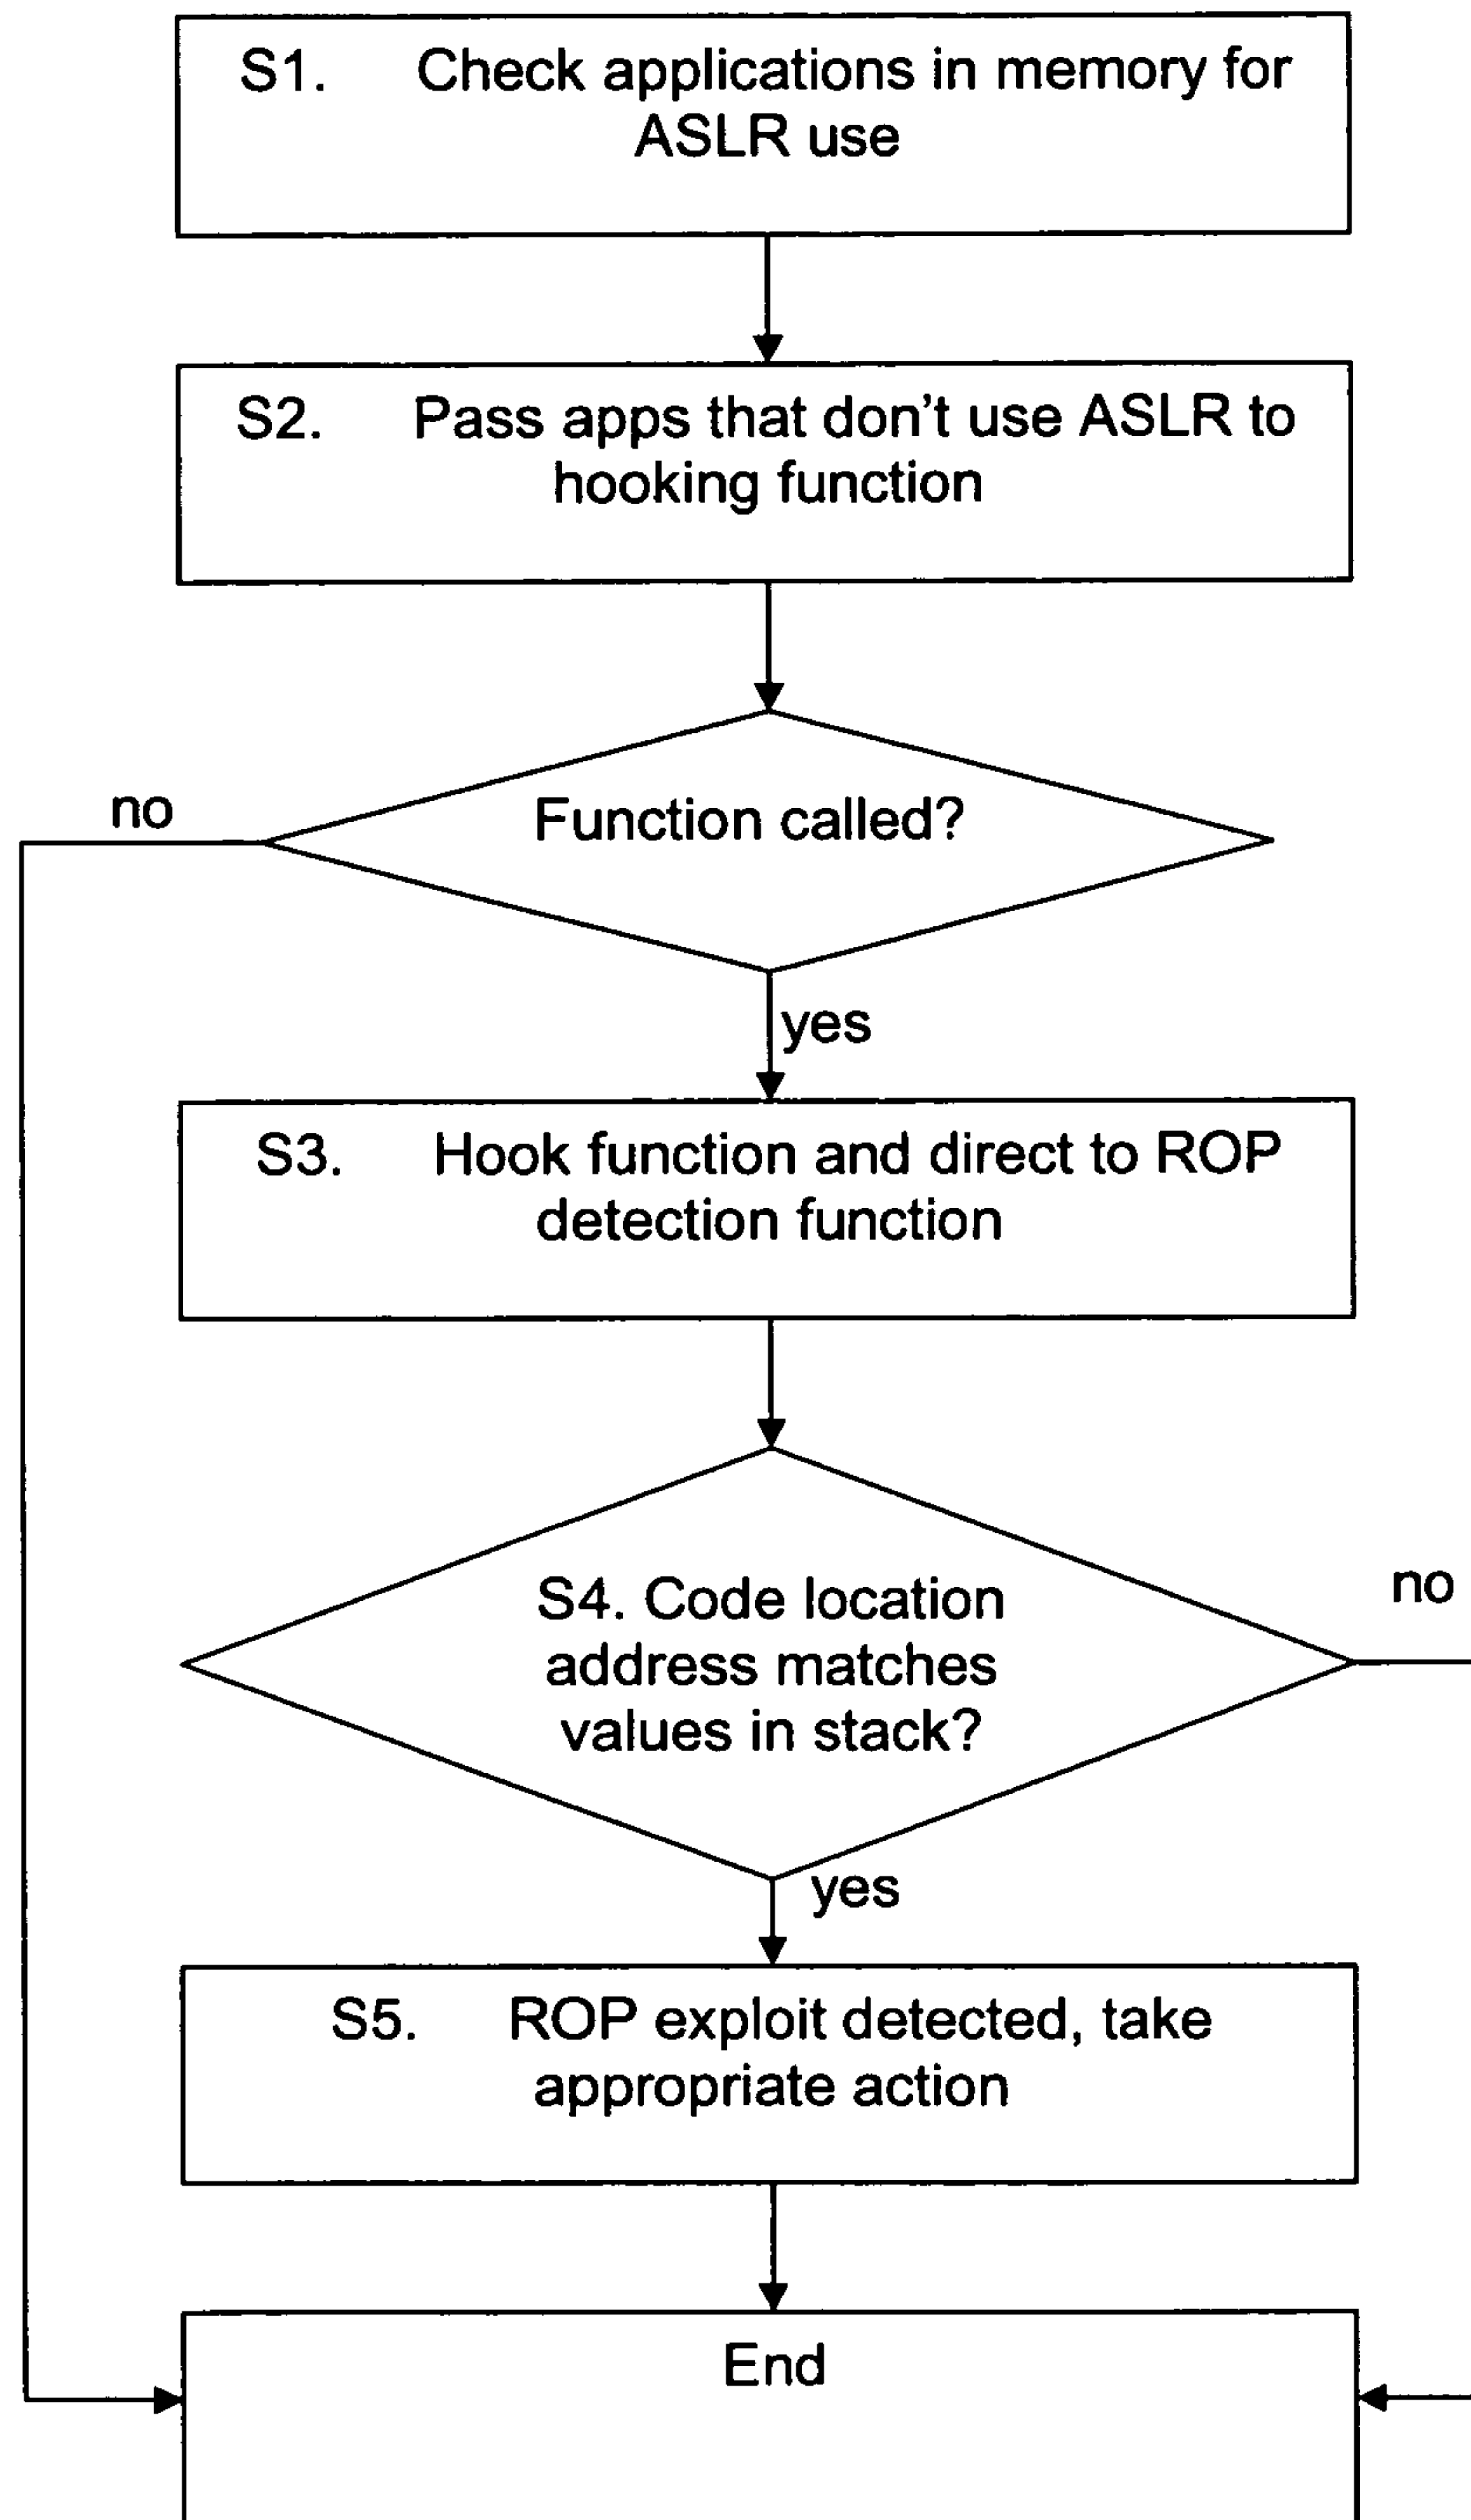 S1. Check applications in memory for
ASLR use
S2. Pass apps that don't use ASLR to
hooking function
Function called?
no
yes
S3. Hook function and direct to ROP
detection function
S4. Code location
address matches
values in stack?
no
yes
S5. ROP exploit detected, take
appropriate action
End